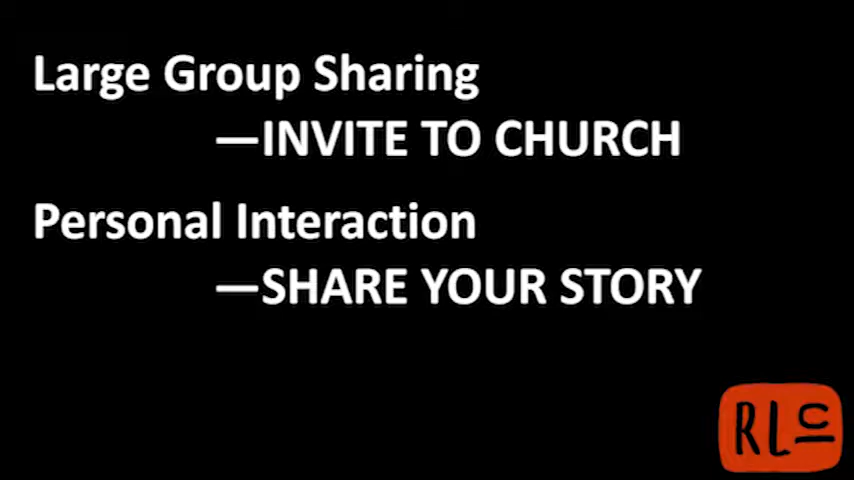 Large Group Sharing
—INVITE TO CHURCH
Personal Interaction
—SHARE YOUR STORY
RLC